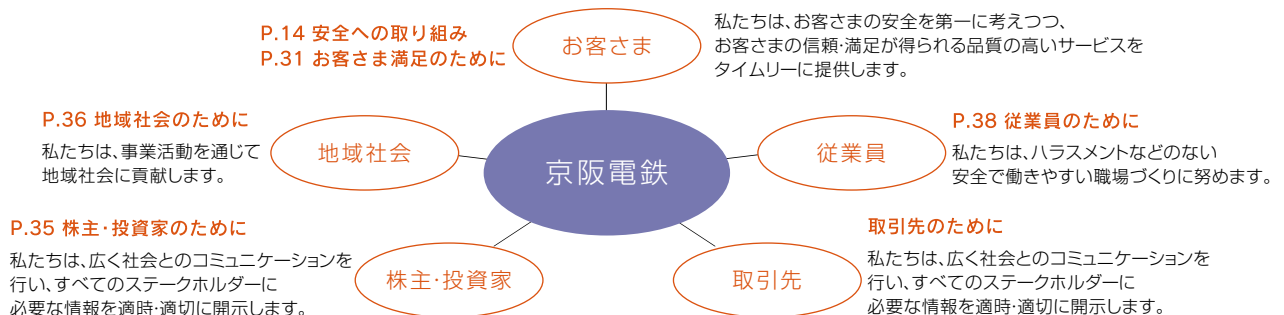 P.14 安全への取り組み
P.31 お客さま満足のために
お客さま
私たちは、お客さまの安全を第一に考えつつ、
お客さまの信頼・満足が得られる品質の高いサービスを
タイムリーに提供します。
P.36 地域社会のために
私たちは、事業活動を通じて
地域社会に貢献します。
地域社会
京阪電鉄
従業員
P.38 従業員のために
私たちは、ハラスメントなどのない
安全で働きやすい職場づくりに努めます。
P.35 株主・投資家のために
私たちは、広く社会とのコミュニケーションを
行い、すべてのステークホルダーに
必要な情報を適時・適切に開示します。
株主・投資家
取引先
取引先のために
私たちは、広く社会とのコミュニケーションを
行い、すべてのステークホルダーに
必要な情報を適時・適切に開示します。